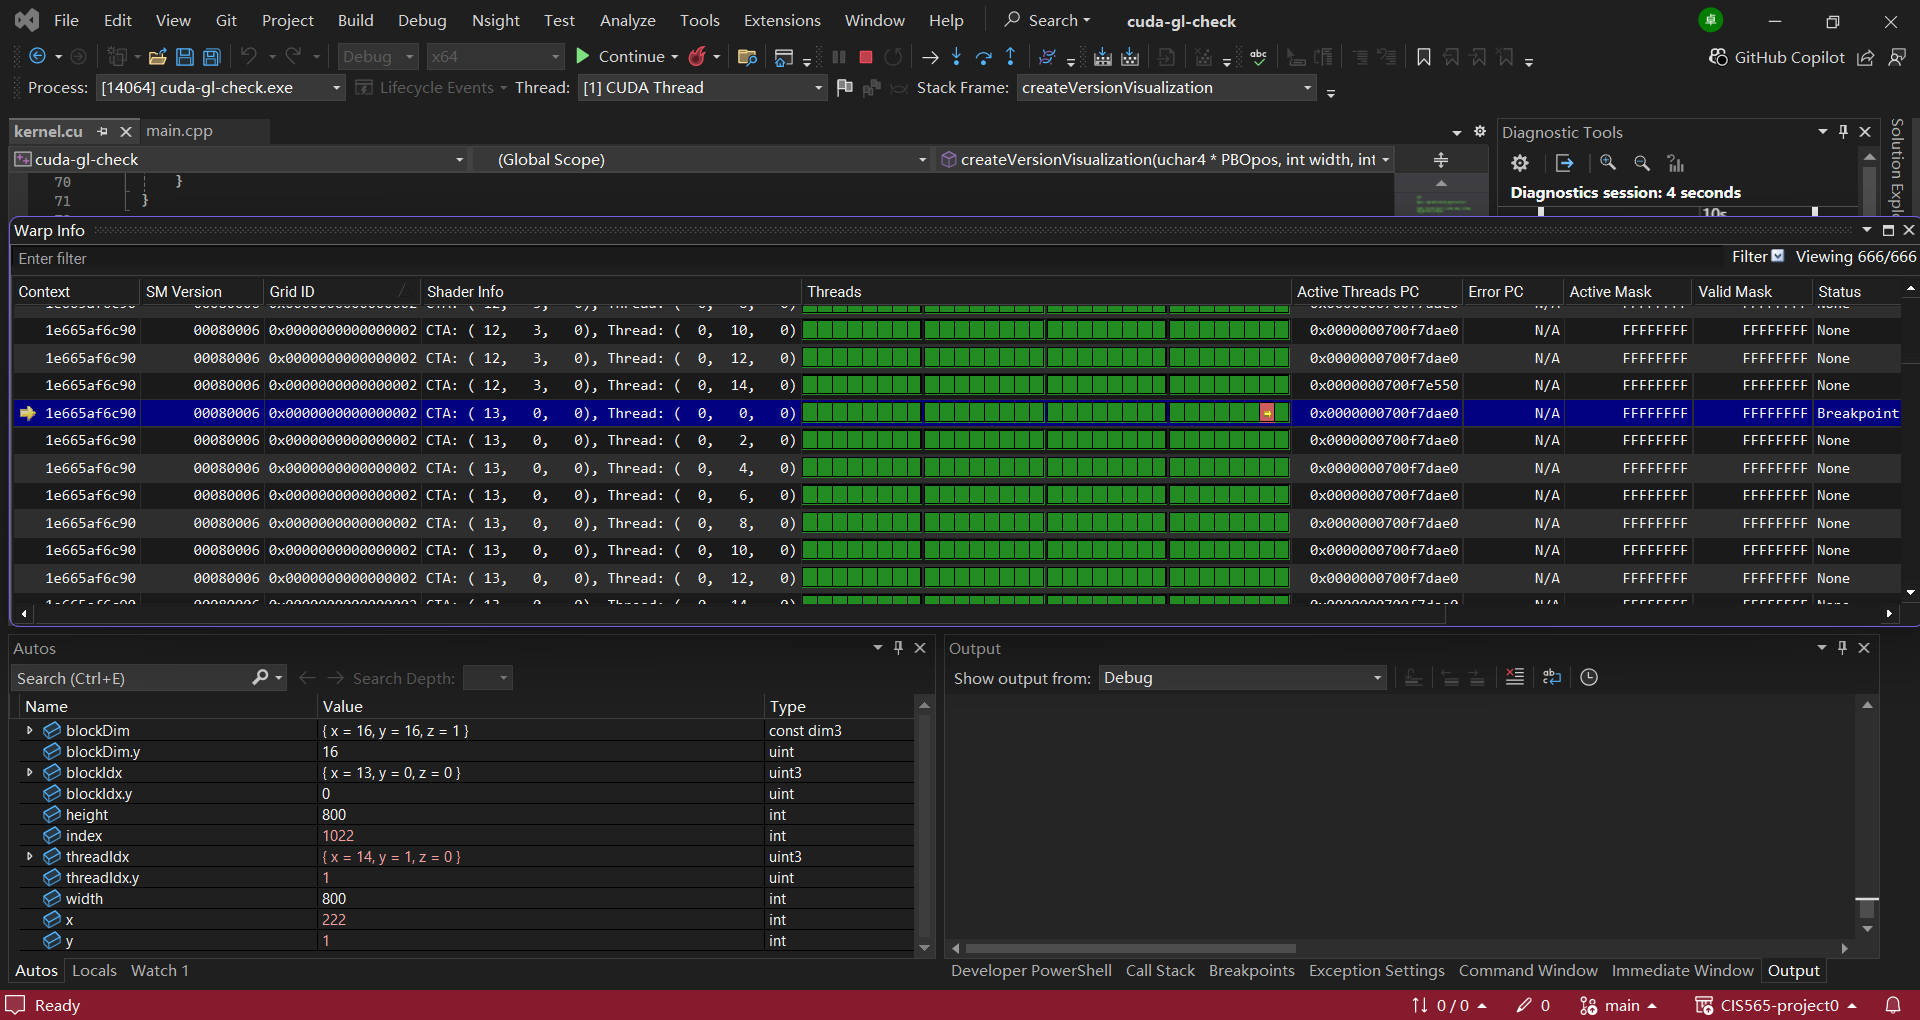 File Edit View Git Project Build Debug Nsight Test Analyze Tools Extensions Window Help Search cuda-gl-check 卓
Debug x64 Continue abc GitHub Copilot
Process: [14064] cuda-gl-check.exe Lifecycle Events Thread: [1] CUDA Thread Stack Frame: createVersionVisualization
kernel.cu main.cpp
cuda-gl-check (Global Scope) createVersionVisualization(uchar4 * PBOpos, int width, int
70 }
71 }
Diagnostic Tools
Diagnostics session: 4 seconds
10s
Solution Explo
Warp Info
Enter filter Filter Viewing 666/666
Context SM Version Grid ID Shader Info Threads Active Threads PC Error PC Active Mask Valid Mask Status
1e665af6c90 00080006 0x0000000000000002 CTA: ( 12, 3, 0), Thread: ( 0, 10, 0) 0x0000000700f7dae0 N/A FFFFFFFF FFFFFFFF None
1e665af6c90 00080006 0x0000000000000002 CTA: ( 12, 3, 0), Thread: ( 0, 12, 0) 0x0000000700f7dae0 N/A FFFFFFFF FFFFFFFF None
1e665af6c90 00080006 0x0000000000000002 CTA: ( 12, 3, 0), Thread: ( 0, 14, 0) 0x0000000700f7e550 N/A FFFFFFFF FFFFFFFF None
1e665af6c90 00080006 0x0000000000000002 CTA: ( 13, 0, 0), Thread: ( 0, 0, 0) 0x0000000700f7dae0 N/A FFFFFFFF FFFFFFFF Breakpoint
1e665af6c90 00080006 0x0000000000000002 CTA: ( 13, 0, 0), Thread: ( 0, 2, 0) 0x0000000700f7dae0 N/A FFFFFFFF FFFFFFFF None
1e665af6c90 00080006 0x0000000000000002 CTA: ( 13, 0, 0), Thread: ( 0, 4, 0) 0x0000000700f7dae0 N/A FFFFFFFF FFFFFFFF None
1e665af6c90 00080006 0x0000000000000002 CTA: ( 13, 0, 0), Thread: ( 0, 6, 0) 0x0000000700f7dae0 N/A FFFFFFFF FFFFFFFF None
1e665af6c90 00080006 0x0000000000000002 CTA: ( 13, 0, 0), Thread: ( 0, 8, 0) 0x0000000700f7dae0 N/A FFFFFFFF FFFFFFFF None
1e665af6c90 00080006 0x0000000000000002 CTA: ( 13, 0, 0), Thread: ( 0, 10, 0) 0x0000000700f7dae0 N/A FFFFFFFF FFFFFFFF None
1e665af6c90 00080006 0x0000000000000002 CTA: ( 13, 0, 0), Thread: ( 0, 12, 0) 0x0000000700f7dae0 N/A FFFFFFFF FFFFFFFF None
Autos
Search (Ctrl+E) Search Depth:
Name Value Type
blockDim { x = 16, y = 16, z = 1 } const dim3
blockDim.y 16 uint
blockIdx { x = 13, y = 0, z = 0 } uint3
blockIdx.y 0 uint
height 800 int
index 1022 int
threadIdx { x = 14, y = 1, z = 0 } uint3
threadIdx.y 1 uint
width 800 int
x 222 int
y 1 int
Autos Locals Watch 1
Output
Show output from: Debug
Developer PowerShell Call Stack Breakpoints Exception Settings Command Window Immediate Window Output
Ready 0 / 0 0 main CIS565-project0